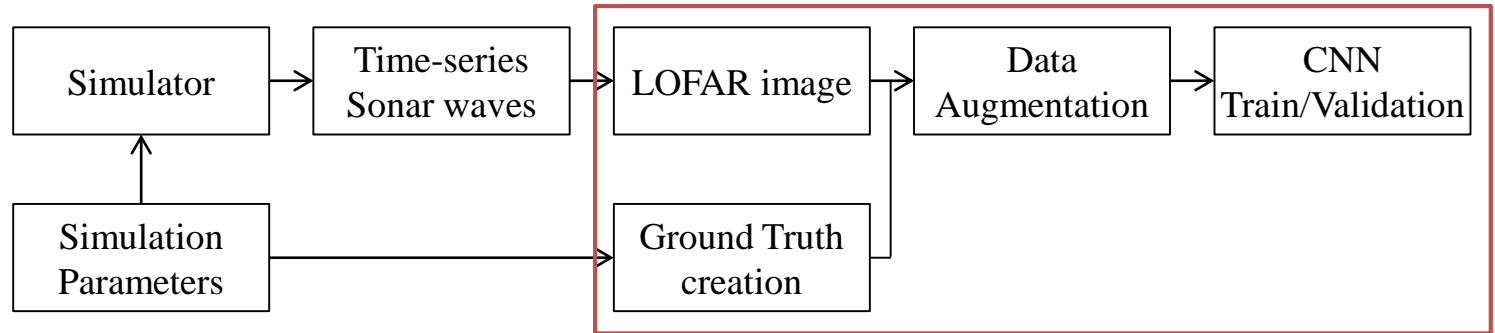 Simulator
Time-series
Sonar waves
LOFAR image
Data
Augmentation
CNN
Train/Validation
Simulation
Parameters
Ground Truth
creation